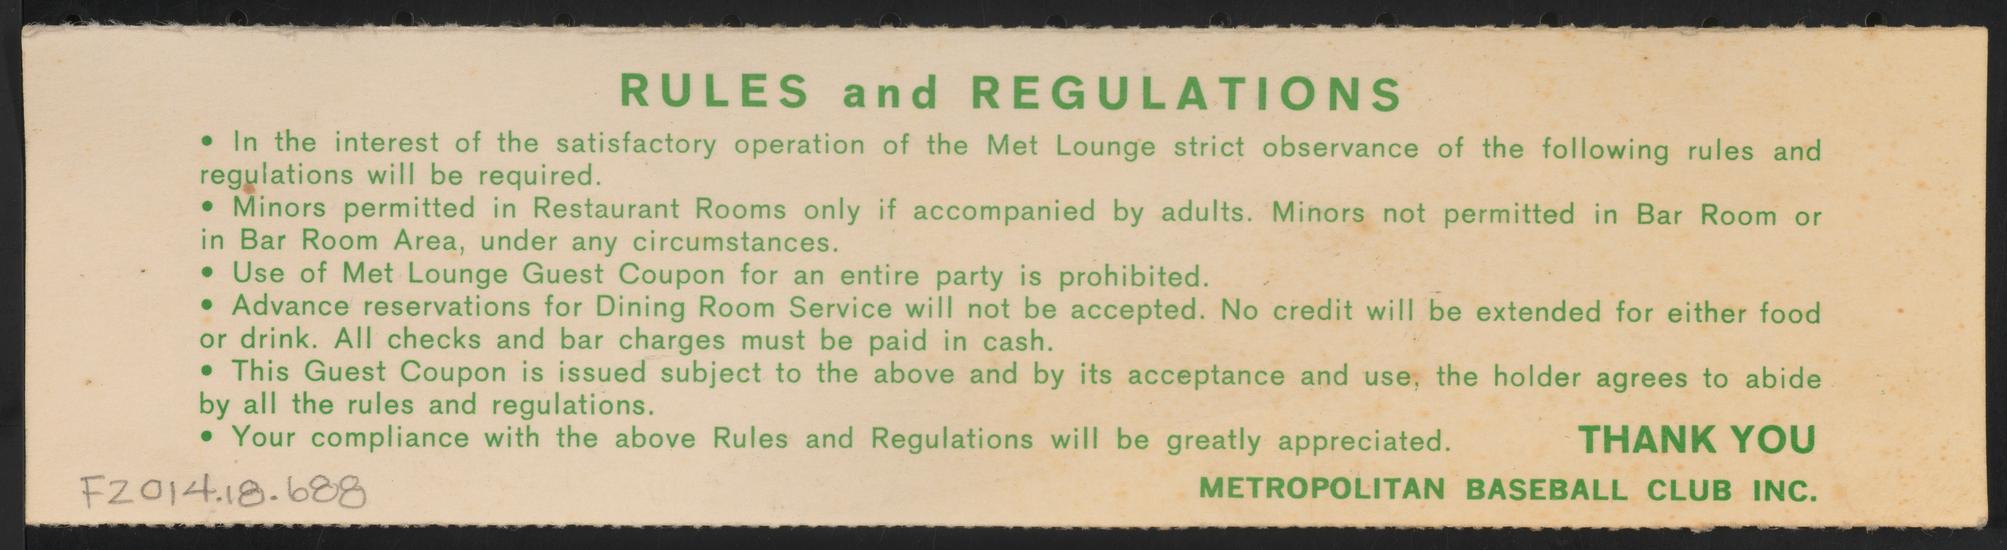 RULES and REGULATIONS
• In the interest of the satisfactory operation of the Met Lounge strict observance of the following rules and
regulations will be required.
• Minors permitted in Restaurant Rooms only if accompanied by adults. Minors not permitted in Bar Room or
in Bar Room Area, under any circumstances.
• Use of Met Lounge Guest Coupon for an entire party is prohibited.
• Advance reservations for Dining Room Service will not be accepted. No credit will be extended for either food
or drink. All checks and bar charges must be paid in cash.
• This Guest Coupon is issued subject to the above and by its acceptance and use, the holder agrees to abide
by all the rules and regulations.
• Your compliance with the above Rules and Regulations will be greatly appreciated. THANK YOU
METROPOLITAN BASEBALL CLUB INC.
F2014.18.688